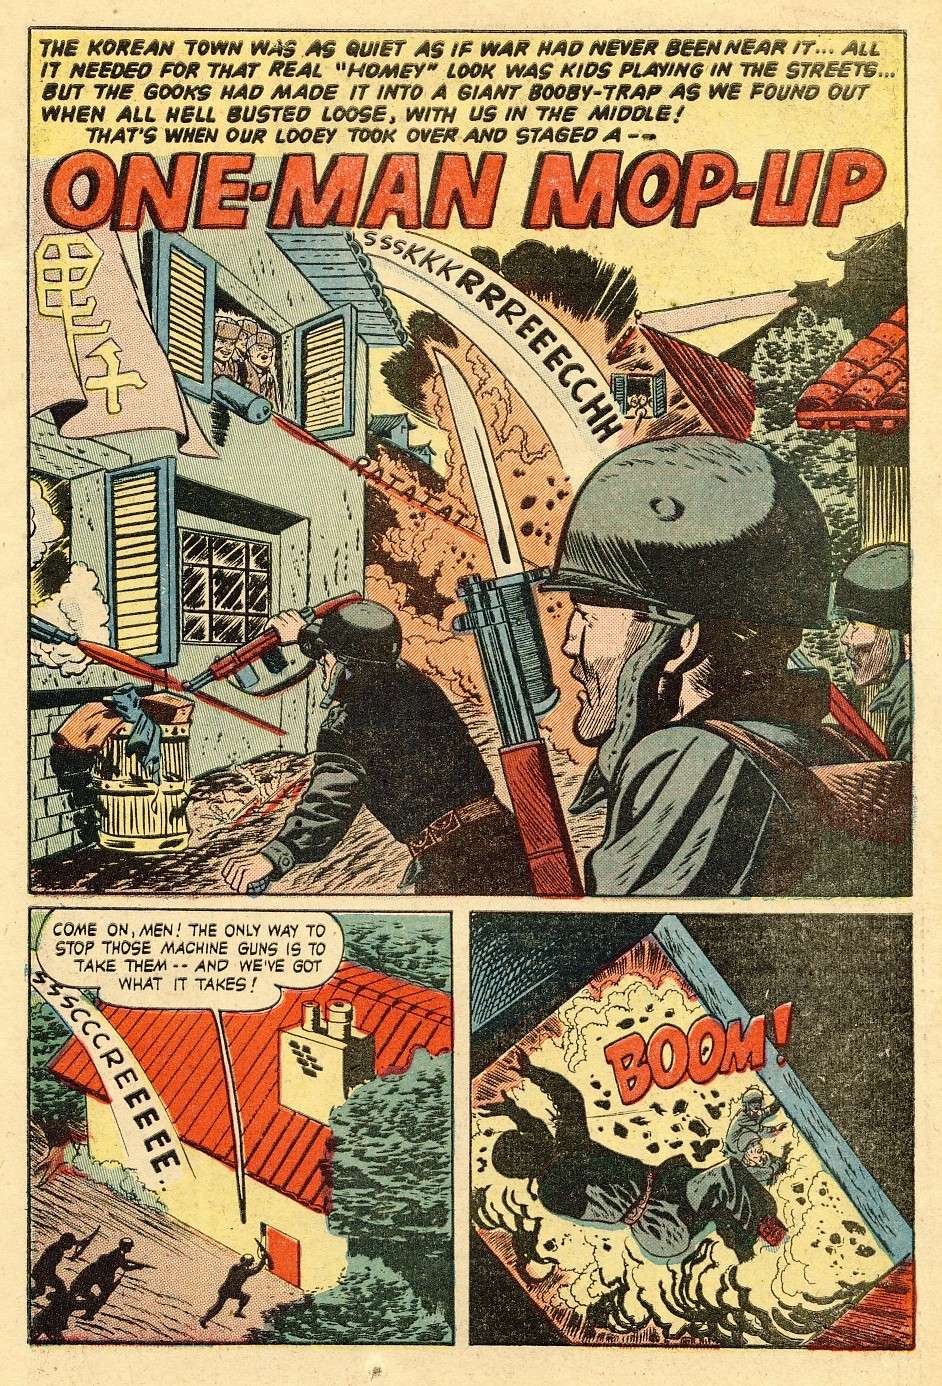 THE KOREAN TOWN WAS AS QUIET AS IF WAR HAD NEVER BEEN NEAR IT... ALL
IT NEEDED FOR THAT REAL "HOMEY" LOOK WAS KIDS PLAYING IN THE STREETS...
BUT THE GOOKS HAD MADE IT INTO A GIANT BOOBY-TRAP AS WE FOUND OUT
WHEN ALL HELL BUSTED LOOSE, WITH US IN THE MIDDLE!
THAT'S WHEN OUR LOOEY TOOK OVER AND STAGED A --
ONE-MAN MOP-UP
SSSKKKRRRREEEECCHH
RATATAT
COME ON, MEN! THE ONLY WAY TO
STOP THOSE MACHINE GUNS IS TO
TAKE THEM -- AND WE'VE GOT
WHAT IT TAKES!
SSSCCCREEEEE..
BOOM!